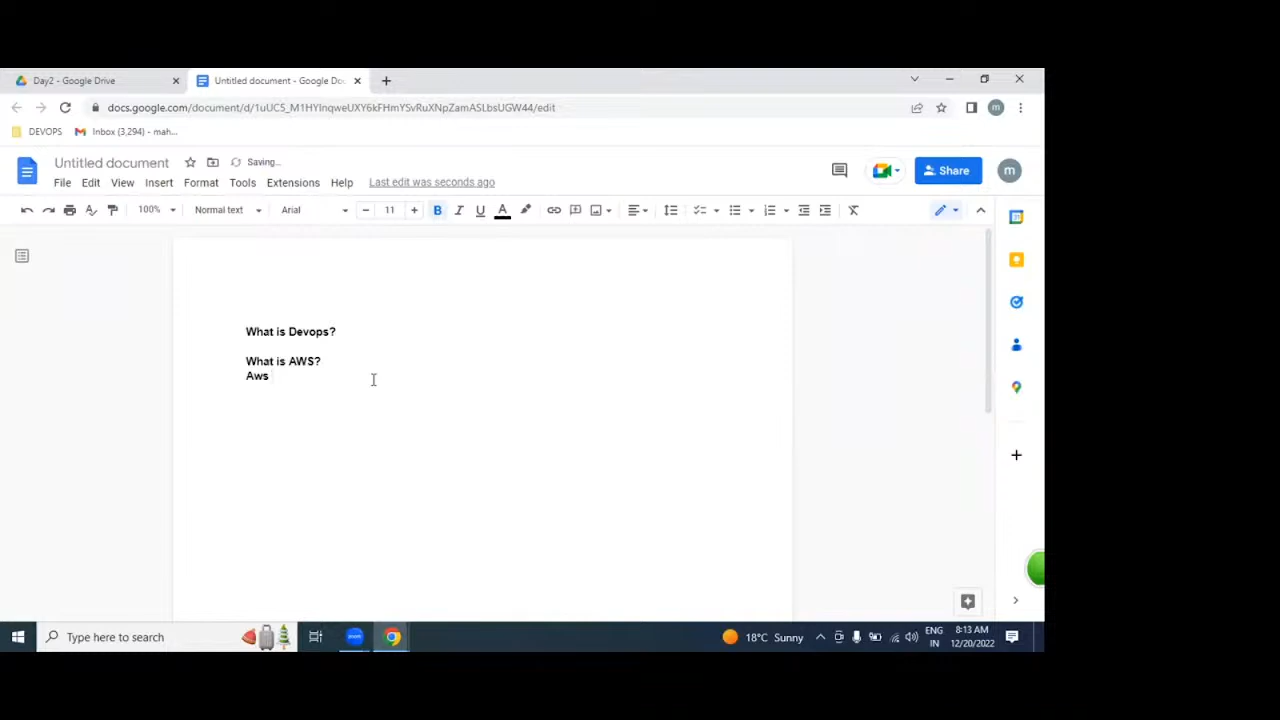 Day2 - Google Drive
Untitled document - Google Do
docs.google.com/document/d/
DEVOPS
Inbox (3,294) - mah...
Untitled document
Saving...
File Edit View Insert Format Tools Extensions Help
Last edit was seconds ago
Share
m
100%
Normal text
Arial
11
B I U A
What is Devops?
What is AWS?
Aws
Type here to search
zoom
18°C Sunny
ENG
IN
8:13 AM
12/20/2022